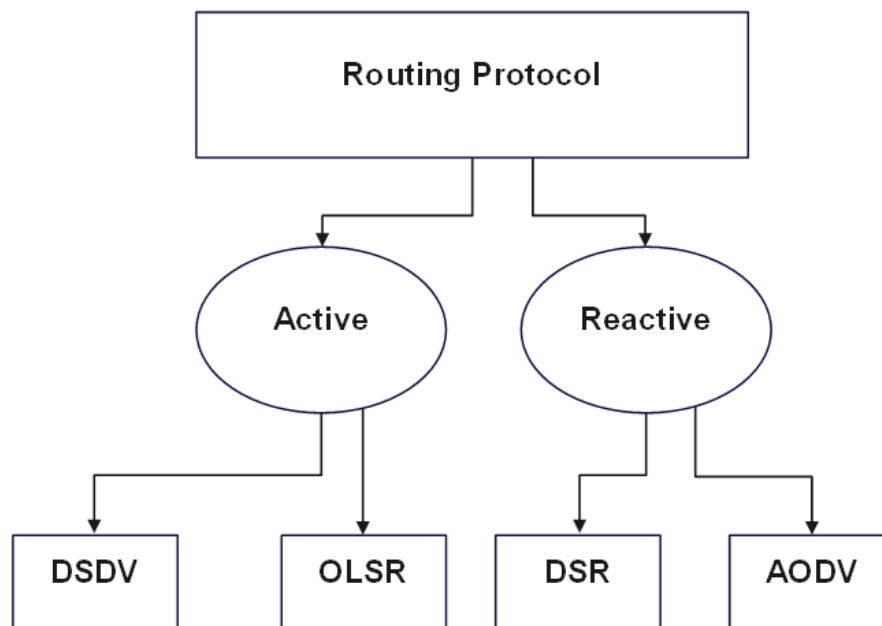 Routing Protocol
Active
Reactive
DSDV
OLSR
DSR
AODV